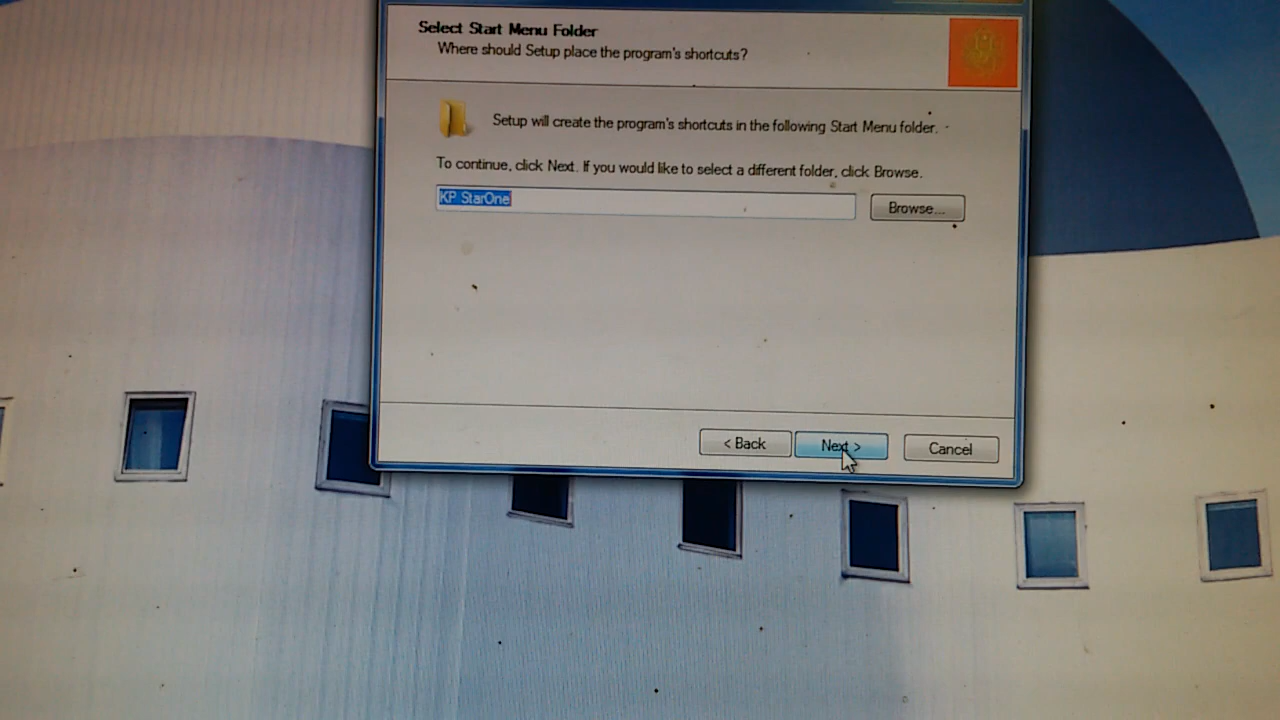 Select Start Menu Folder
Where should Setup place the program's shortcuts?
Setup will create the program's shortcuts in the following Start Menu folder.
To continue, click Next. If you would like to select a different folder, click Browse.
KP StarOne
Browse...
< Back
Next >
Cancel